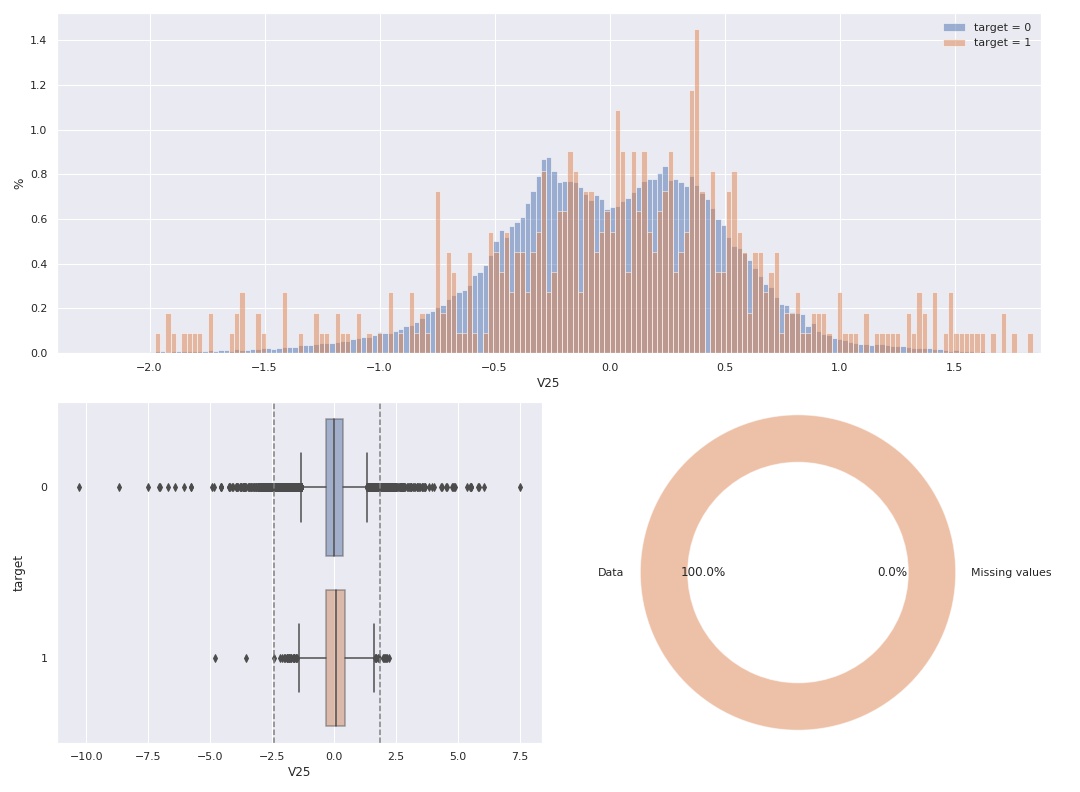 1.4
1.2
1.0
0.8
0.6
0.4
0.2
0.0
%
target = 0
target = 1
−2.0 −1.5 −1.0 −0.5 0.0 0.5 1.0 1.5
V25
0
1
target
−10.0 −7.5 −5.0 −2.5 0.0 2.5 5.0 7.5
V25
Data 100.0% 0.0% Missing values